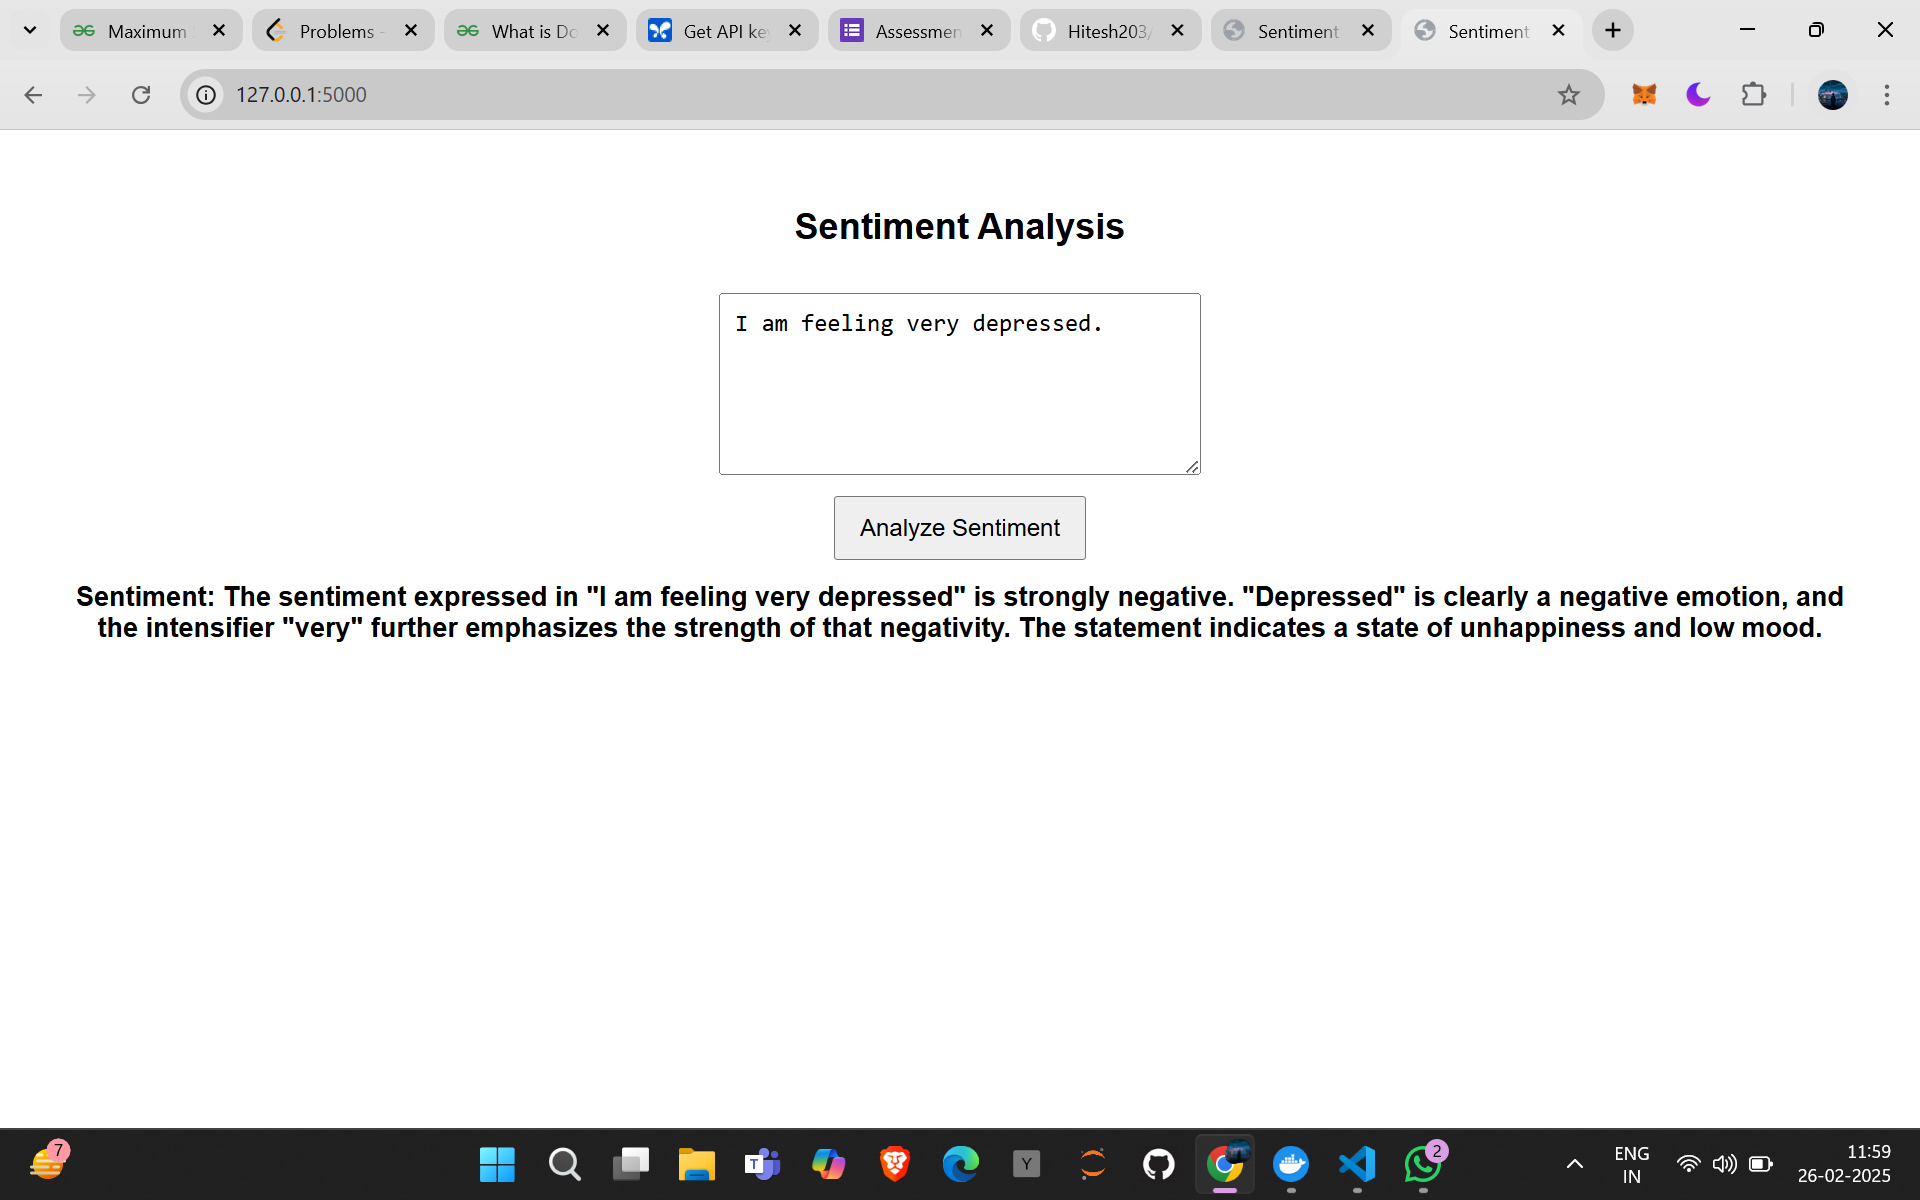 Maximum
Problems -
What is Do
Get API key
Assessmen
Hitesh203/
Sentiment
Sentiment
127.0.0.1:5000
Sentiment Analysis
I am feeling very depressed.
Analyze Sentiment
Sentiment: The sentiment expressed in "I am feeling very depressed" is strongly negative. "Depressed" is clearly a negative emotion, and
the intensifier "very" further emphasizes the strength of that negativity. The statement indicates a state of unhappiness and low mood.
7
T
Y
2
ENG
IN
11:59
26-02-2025